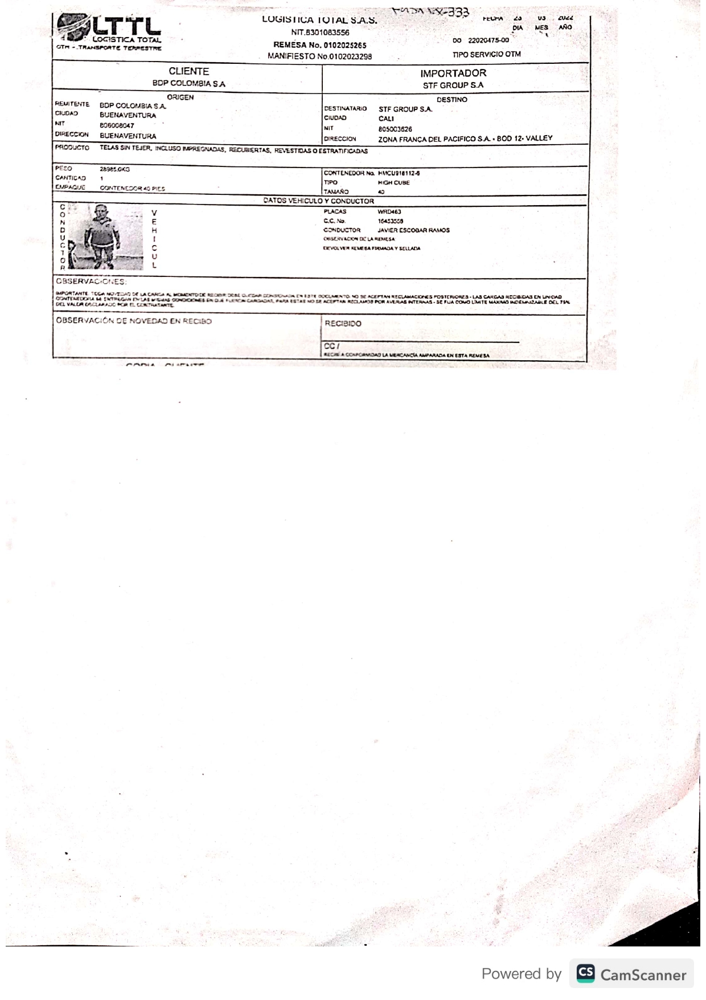 LTTL
LOGISTICA TOTAL
OTM - TRANSPORTE TERRESTRE
LOGISTICA TOTAL S.A.S.
NIT.8301083556
REMESA No. 0102025265
MANIFIESTO No.0102023298
FECHA 23 03 2022
DIA MES AÑO
DO 22020475-00
TIPO SERVICIO OTM
CLIENTE
BDP COLOMBIA S.A
IMPORTADOR
STF GROUP S.A
ORIGEN
REMITENTE BDP COLOMBIA S.A.
CIUDAD BUENAVENTURA
NIT 806008047
DIRECCION BUENAVENTURA
DESTINO
DESTINATARIO STF GROUP S.A.
CIUDAD CALI
NIT 805003626
DIRECCION ZONA FRANCA DEL PACIFICO S.A. - BOD 12- VALLEY
PRODUCTO TELAS SIN TEJER, INCLUSO IMPREGNADAS, RECUBIERTAS, REVESTIDAS O ESTRATIFICADAS
PESO 28985.0KG
CANTIDAD 1
EMPAQUE CONTENEDOR 40 PIES
CONTENEDOR No. HMCU918112-6
TIPO HIGH CUBE
TAMAÑO 40
DATOS VEHICULO Y CONDUCTOR
CONDUCTOR
VEHICUL
PLACAS WRD463
C.C. No. 16453558
CONDUCTOR JAVIER ESCOBAR RAMOS
OBSERVACION DE LA REMESA:
DEVOLVER REMESA FIRMADA Y SELLADA
OBSERVACIONES:
IMPORTANTE. TODA NOVEDAD DE LA CARGA AL MOMENTO DE RECIBIR DEBE QUEDAR CONSIGNADA EN ESTE DOCUMENTO. NO SE ACEPTAN RECLAMACIONES POSTERIORES - LAS CARGAS RECIBIDAS EN UNIDAD
CONTENEDORA SE ENTREGAN EN LAS MISMAS CONDICIONES EN QUE FUERON CARGADAS, PARA ESTAS NO SE ACEPTAN RECLAMOS POR AVERIAS INTERNAS - SE FIJA COMO LÍMITE MÁXIMO INDEMNIZABLE DEL 75%
DEL VALOR DECLARADO POR EL CONTRATANTE.
OBSERVACIÓN DE NOVEDAD EN RECIBO
RECIBIDO
CC /
RECIBI A CONFORMIDAD LA MERCANCÍA AMPARADA EN ESTA REMESA
COPIA CLIENTE
Powered by CS CamScanner